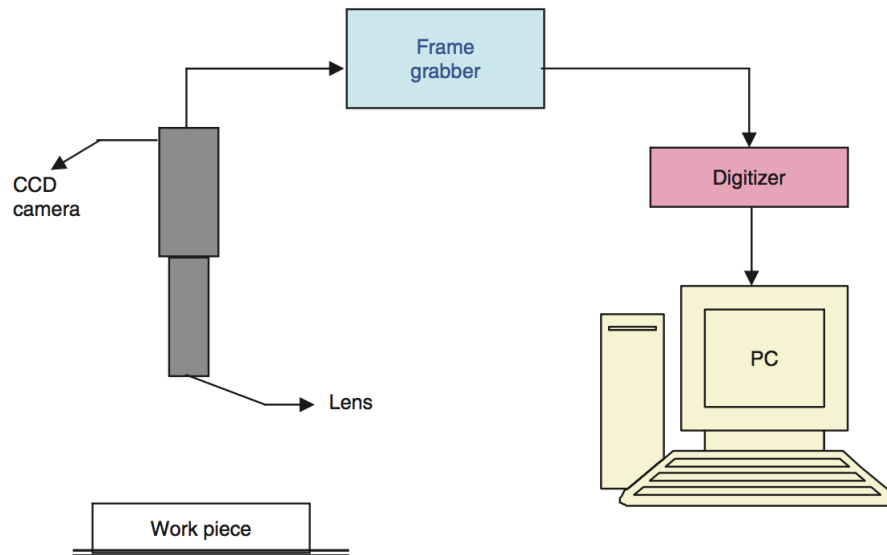 Frame
grabber
CCD
camera
Digitizer
PC
Lens
Work piece